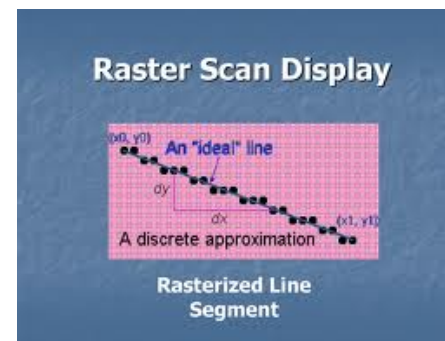 Raster Scan Display
(x0, y0)
An "ideal" line
dy
dx
(x1, y1)
A discrete approximation
Rasterized Line
Segment